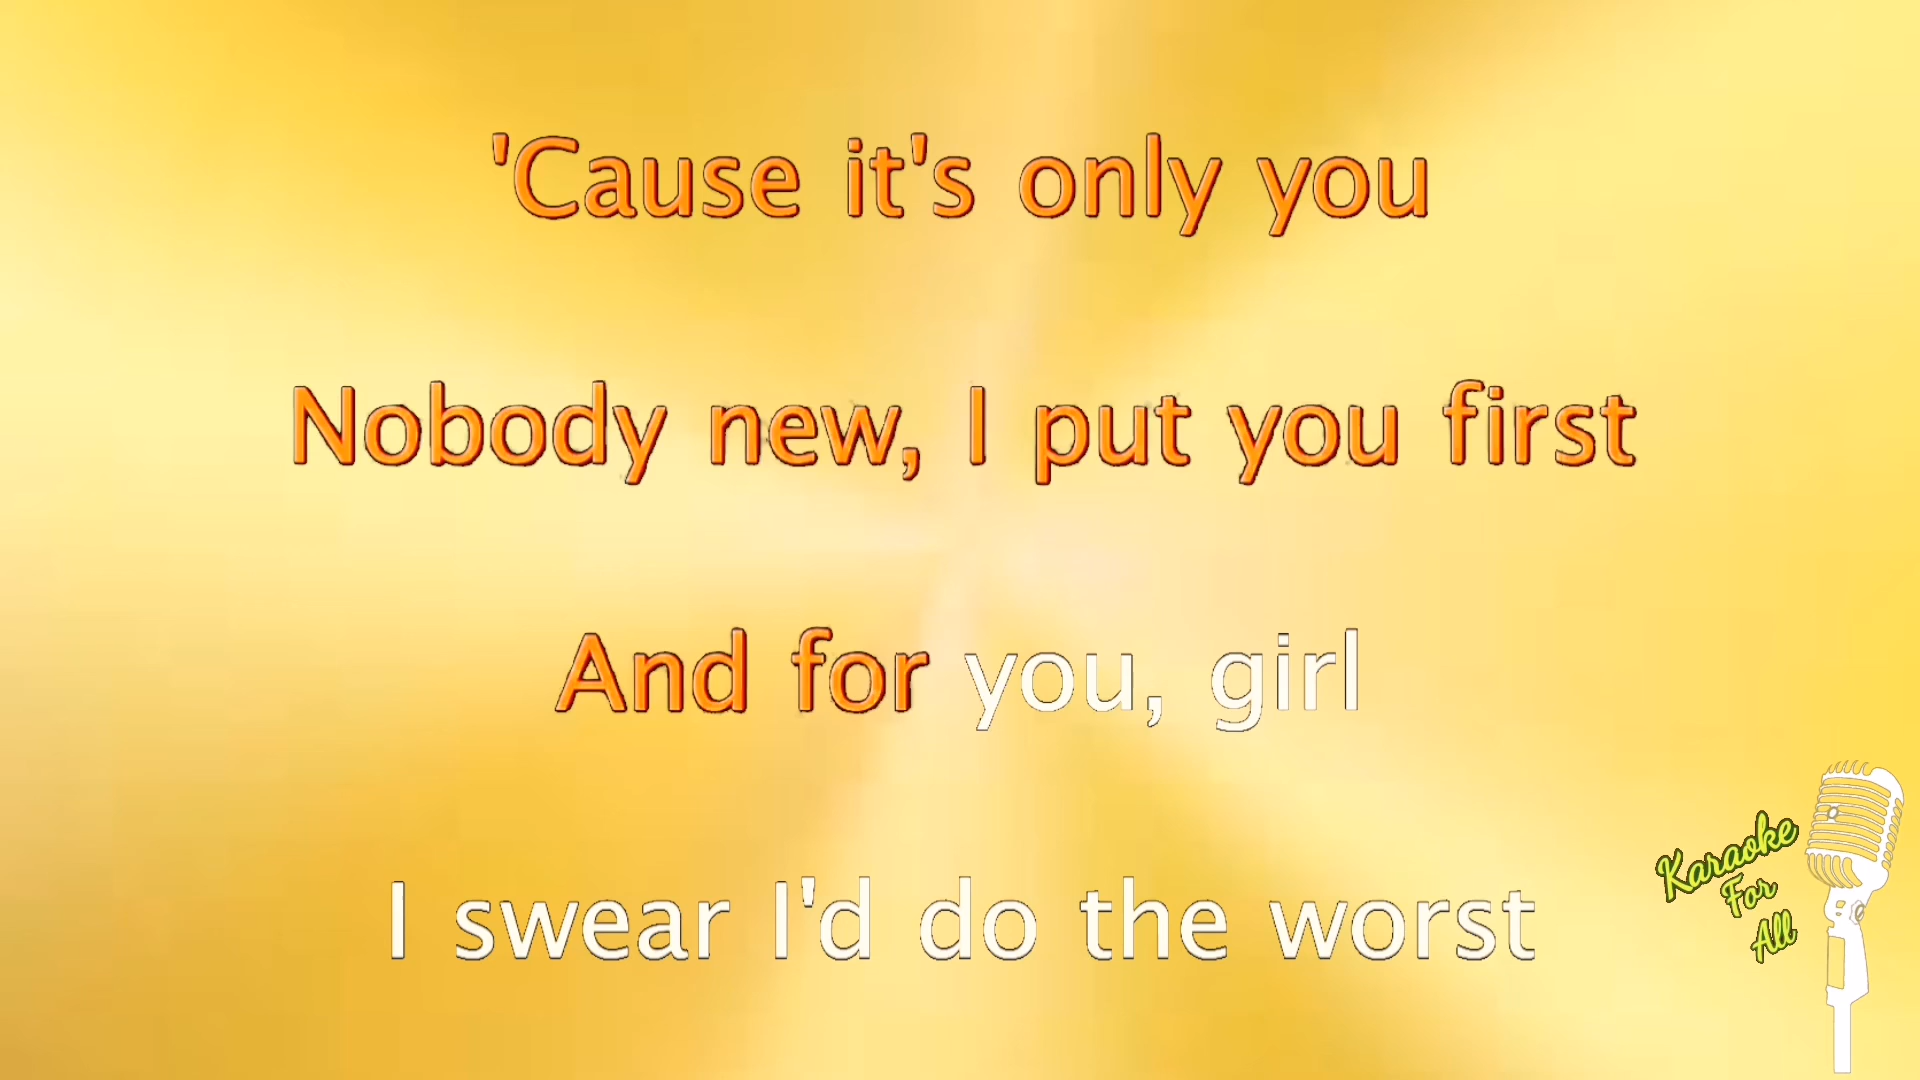 'Cause it's only you
Nobody new, I put you first
And for you, girl
I swear I'd do the worst
Karaoke
For
All